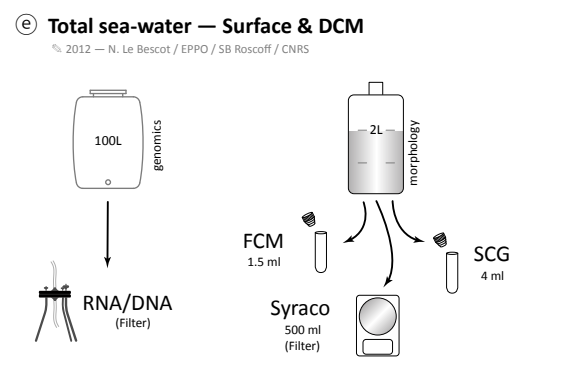 e Total sea-water — Surface & DCM
✎ 2012 — N. Le Bescot / EPPO / SB Roscoff / CNRS
100L
genomics
2L
morphology
FCM
1.5 ml
SCG
4 ml
RNA/DNA
(Filter)
Syraco
500 ml
(Filter)